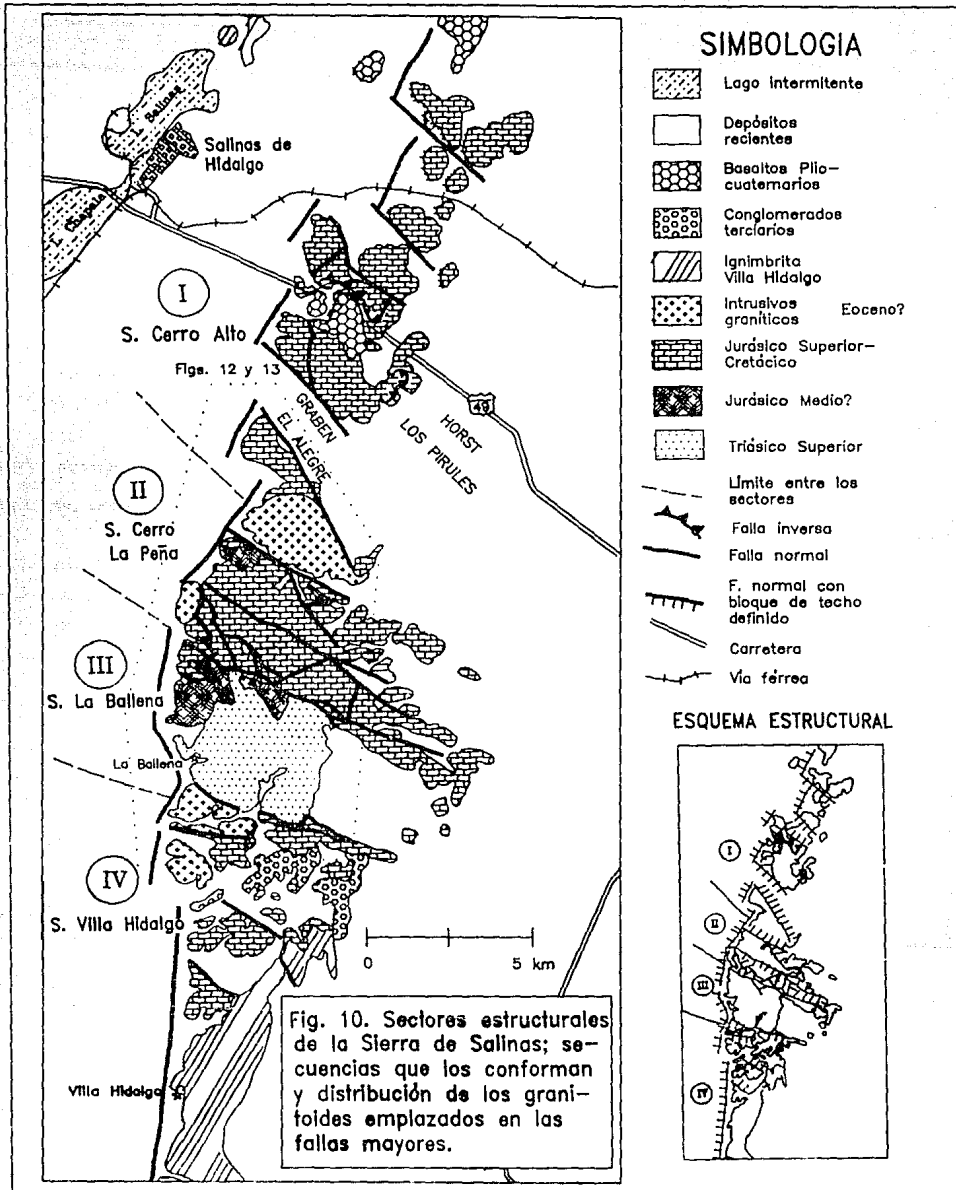 L. Salinas
Salinas de
Hidalgo
L. Chapala
I
S. Cerro Alto
Figs. 12 y 13
GRABEN
EL ALEGRE
HORST
LOS PIRULES
49
II
S. Cerro
La Peña
III
S. La Ballena
La Ballena
IV
S. Villa Hidalgo
Villa Hidalgo
0 5 km
Fig. 10. Sectores estructurales
de la Sierra de Salinas; se-
cuencias que los conforman
y distribución de los grani-
toides emplazados en las
fallas mayores.
SIMBOLOGIA
Lago intermitente
Depósitos
recientes
Basaltos Plio-
cuaternarios
Conglomerados
terciarios
Ignimbrita
Villa Hidalgo
Intrusivos
graníticos Eoceno?
Jurásico Superior-
Cretácico
Jurásico Medio?
Triásico Superior
Límite entre los
sectores
Falla inversa
Falla normal
F. normal con
bloque de techo
definido
Carretera
Vía férrea
ESQUEMA ESTRUCTURAL
I
II
III
IV